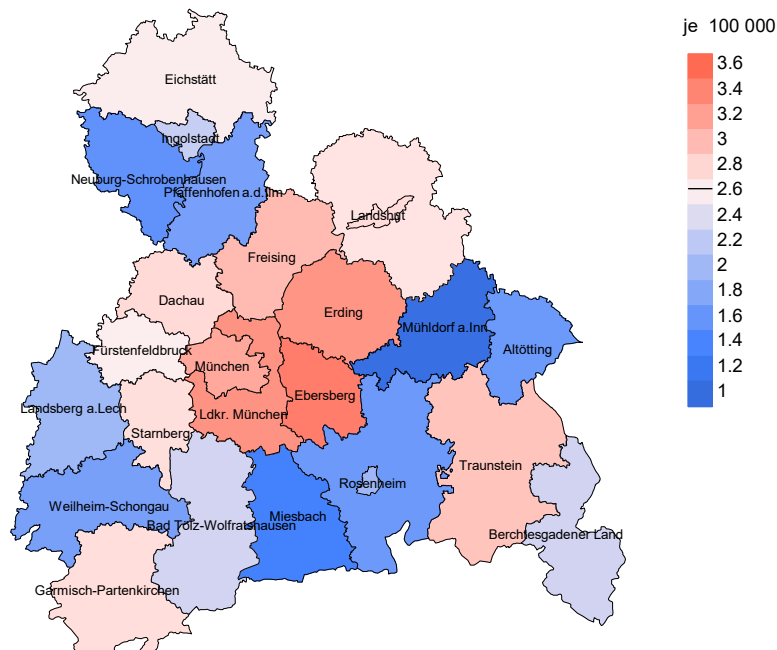 je 100 000
3.6
3.4
3.2
3
2.8
2.6
2.4
2.2
2
1.8
1.6
1.4
1.2
1
Eichstätt
Ingolstadt
Neuburg-Schrobenhausen
Pfaffenhofen a.d.Ilm
Landshut
Freising
Dachau
Erding
Mühldorf a.Inn
Altötting
Fürstenfeldbruck
München
Ebersberg
Landsberg a.Lech
Ldkr. München
Starnberg
Traunstein
Rosenheim
Weilheim-Schongau
Miesbach
Bad Tölz-Wolfratshausen
Berchtesgadener Land
Garmisch-Partenkirchen